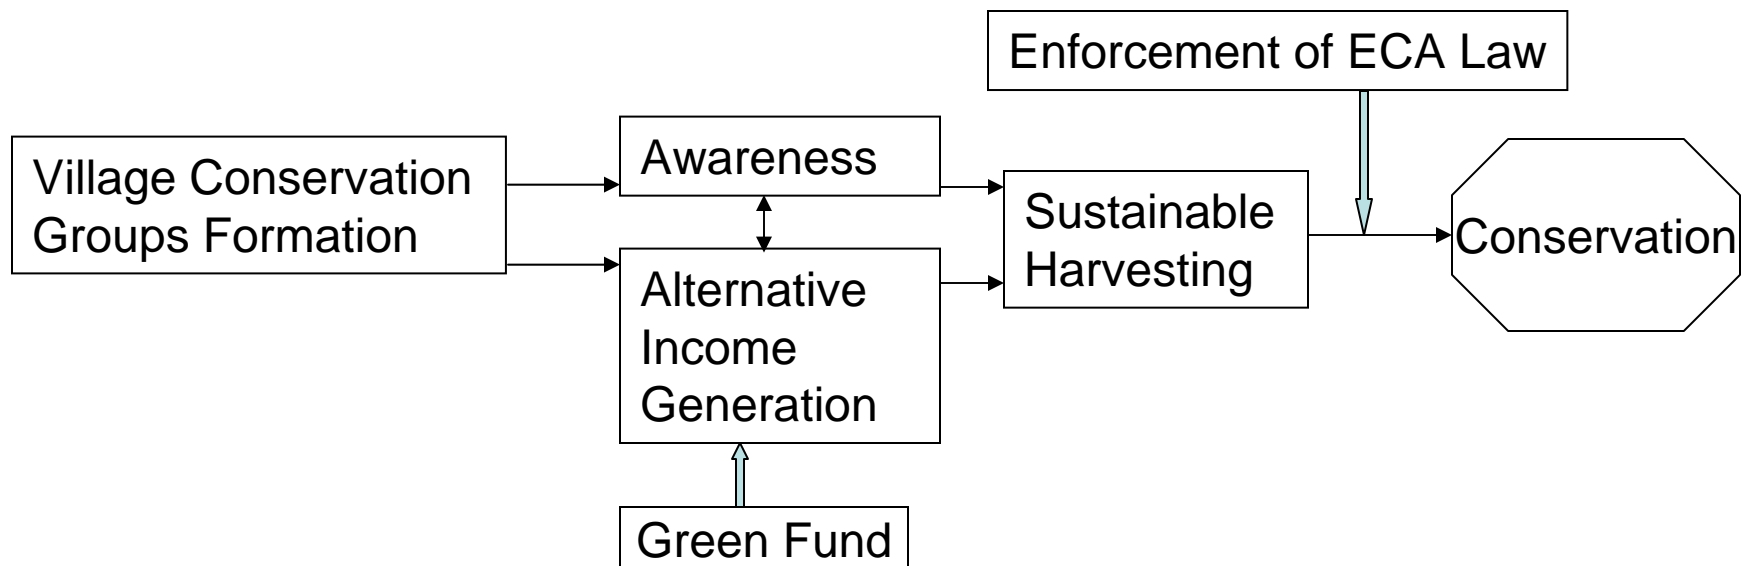 Enforcement of ECA Law
Village Conservation
Groups Formation
Awareness
Alternative
Income
Generation
Green Fund
Sustainable
Harvesting
Conservation